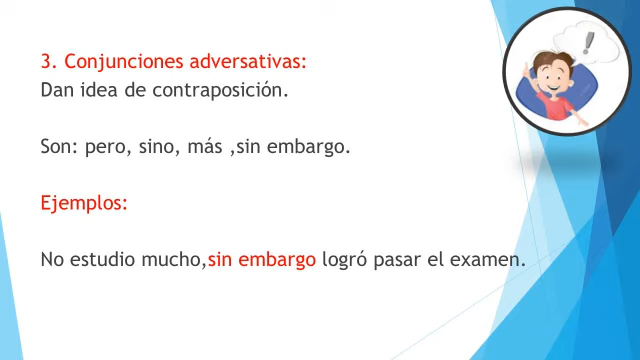 3. Conjunciones adversativas:
Dan idea de contraposición.
Son: pero, sino, más ,sin embargo.
Ejemplos:
No estudio mucho,sin embargo logró pasar el examen.